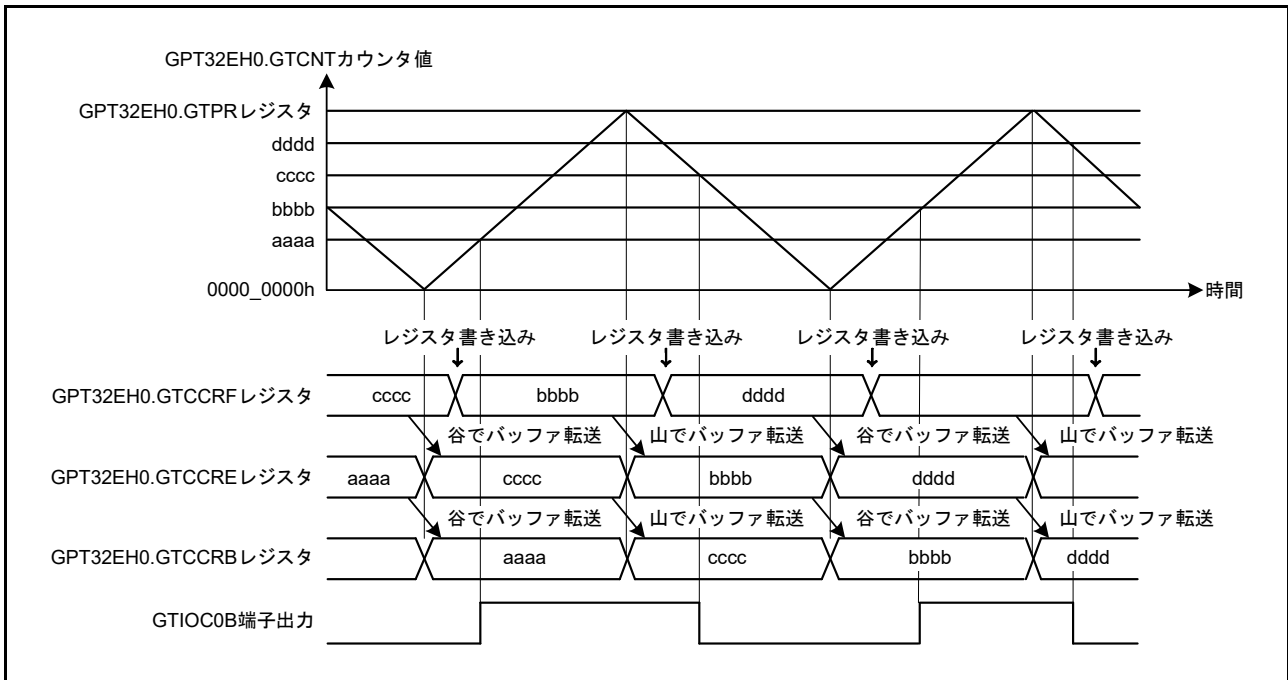 GPT32EH0.GTCNTカウンタ値
GPT32EH0.GTPRレジスタ
dddd
cccc
bbbb
aaaa
0000_0000h
時間
レジスタ書き込み レジスタ書き込み レジスタ書き込み レジスタ書き込み
GPT32EH0.GTCCRFレジスタ cccc bbbb dddd
谷でバッファ転送 山でバッファ転送 谷でバッファ転送 山でバッファ転送
GPT32EH0.GTCCREレジスタ aaaa cccc bbbb dddd
谷でバッファ転送 山でバッファ転送 谷でバッファ転送 山でバッファ転送
GPT32EH0.GTCCRBレジスタ aaaa cccc bbbb dddd
GTIOC0B端子出力